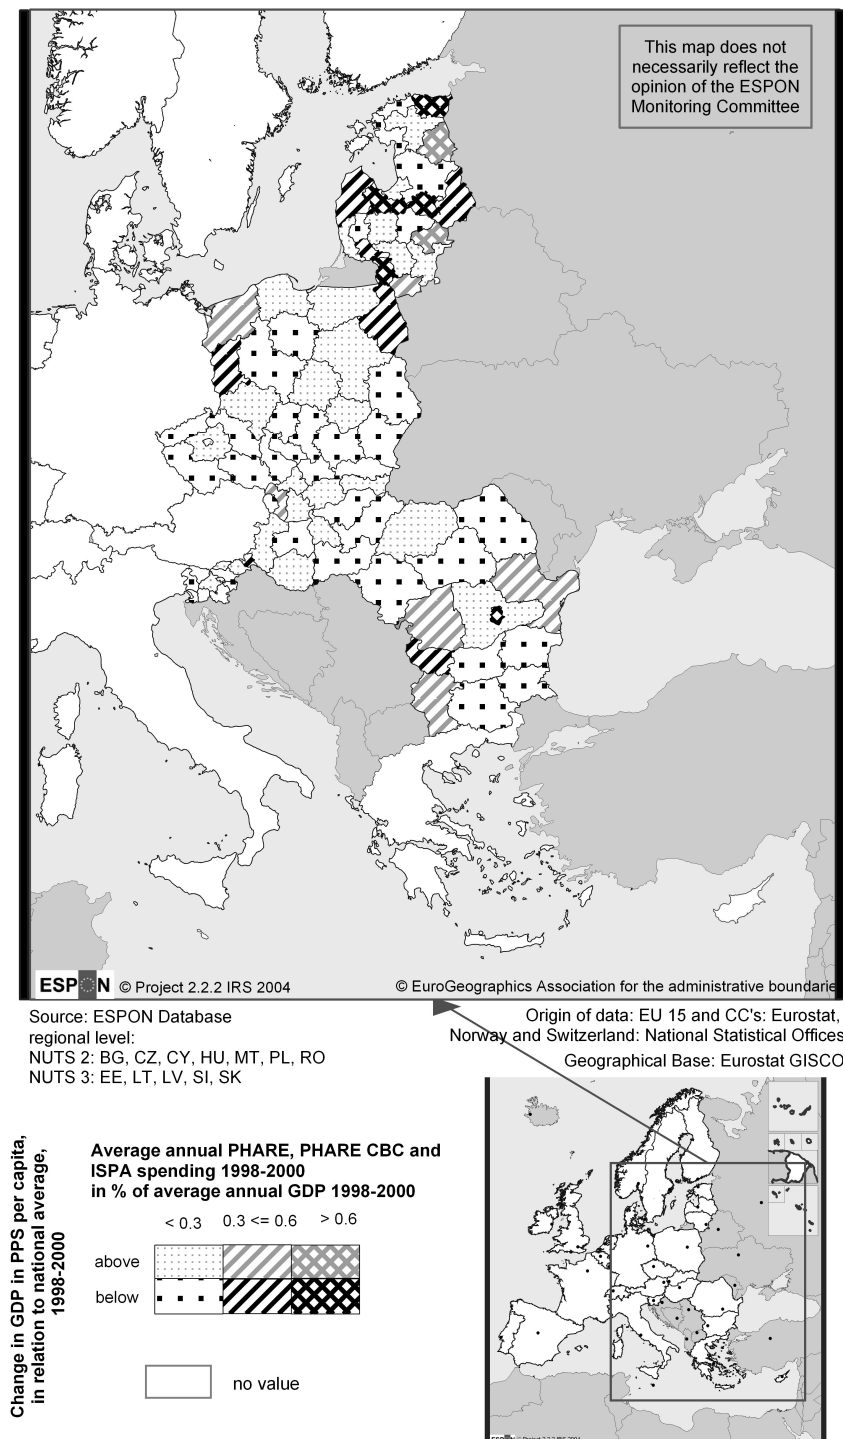 This map does not
necessarily reflect the
opinion of the ESPON
Monitoring Committee
ESPON © Project 2.2.2 IRS 2004
© EuroGeographics Association for the administrative boundarie
Source: ESPON Database
regional level:
NUTS 2: BG, CZ, CY, HU, MT, PL, RO
NUTS 3: EE, LT, LV, SI, SK
Origin of data: EU 15 and CC's: Eurostat,
Norway and Switzerland: National Statistical Offices
Geographical Base: Eurostat GISCO
Change in GDP in PPS per capita,
in relation to national average,
1998-2000
Average annual PHARE, PHARE CBC and
ISPA spending 1998-2000
in % of average annual GDP 1998-2000
< 0.3 0.3 <= 0.6 > 0.6
above
below
no value